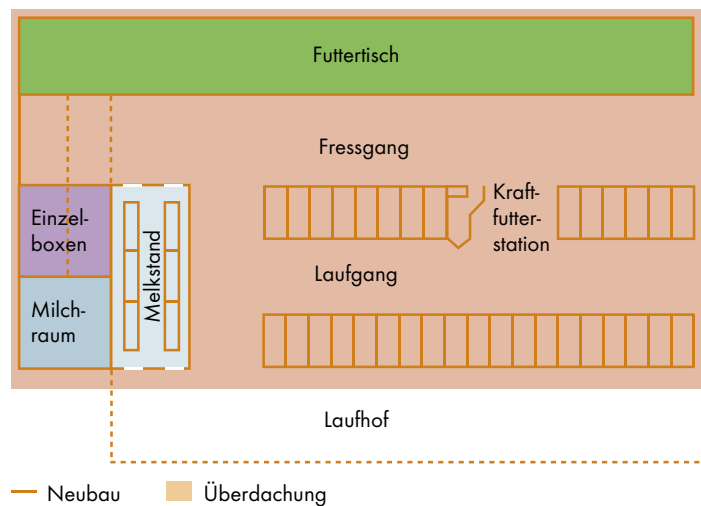 Futtertisch
Fressgang
Kraft-
futter-
station
Einzel-
boxen
Melkstand
Laufgang
Milch-
raum
Laufhof
Neubau
Überdachung